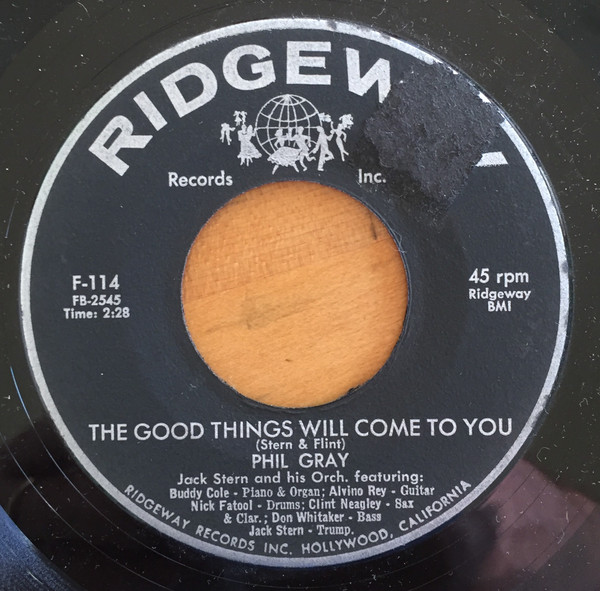 RIDGEW
Records Inc.
F-114
FB-2545
Time: 2:28
45 rpm
Ridgeway
BMI
THE GOOD THINGS WILL COME TO YOU
(Stern & Flint)
PHIL GRAY
Jack Stern and his Orch. featuring:
Buddy Cole - Piano & Organ; Alvino Rey - Guitar
Nick Fatool - Drums; Clint Neagley - Sax
& Clar.; Don Whitaker - Bass
Jack Stern - Trump.
RIDGEWAY RECORDS INC. HOLLYWOOD, CALIFORNIA